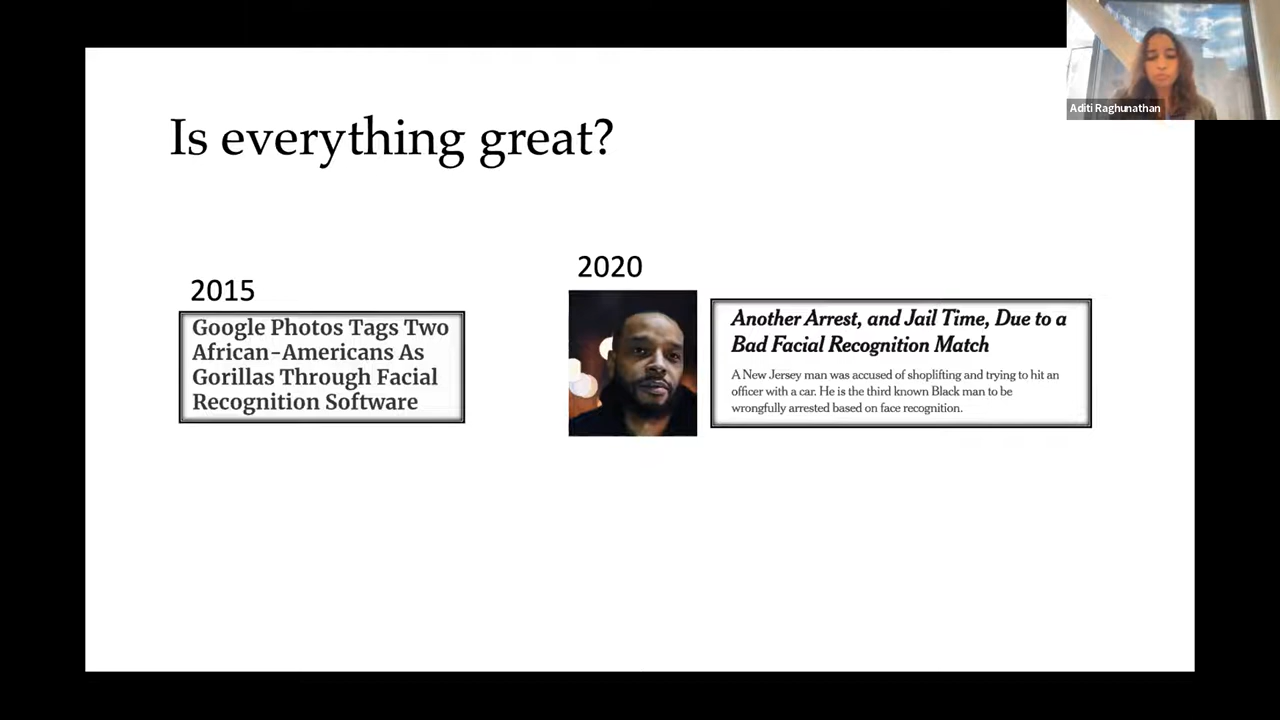 Aditi Raghunathan
Is everything great?
2015
Google Photos Tags Two
African-Americans As
Gorillas Through Facial
Recognition Software
2020
Another Arrest, and Jail Time, Due to a
Bad Facial Recognition Match
A New Jersey man was accused of shoplifting and trying to hit an
officer with a car. He is the third known Black man to be
wrongfully arrested based on face recognition.